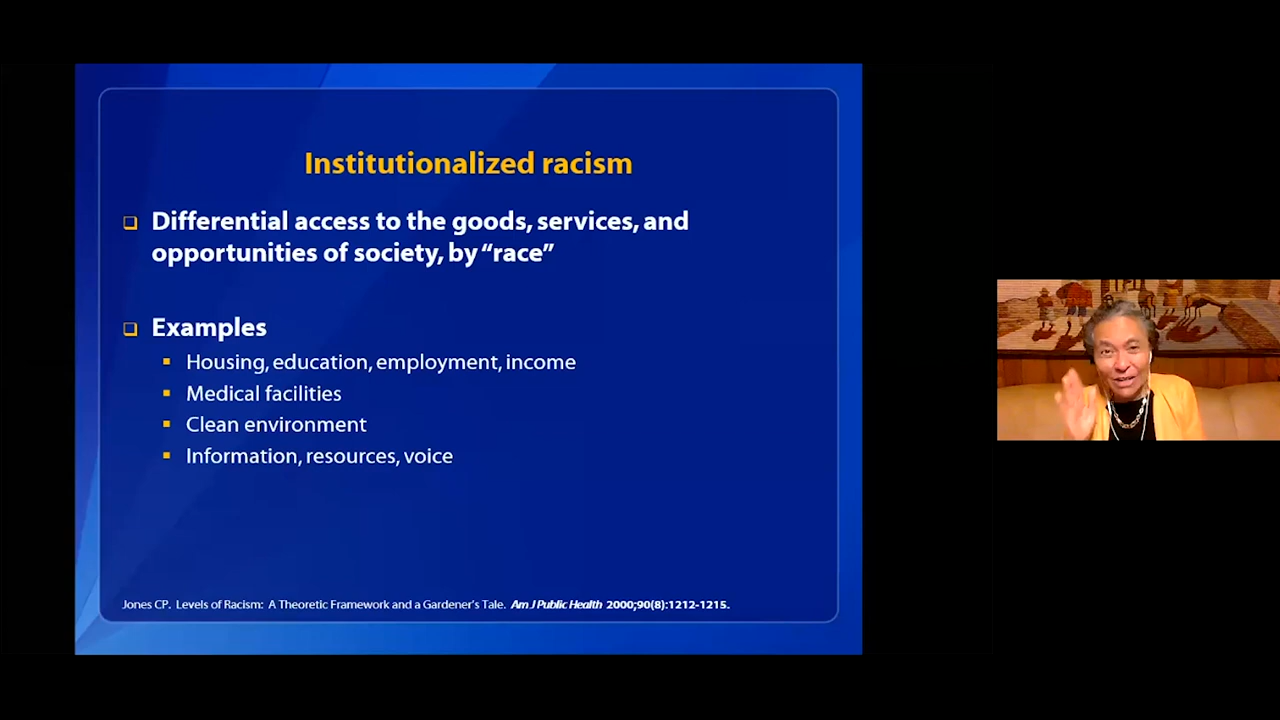 Institutionalized racism
Differential access to the goods, services, and
opportunities of society, by “race”
Examples
Housing, education, employment, income
Medical facilities
Clean environment
Information, resources, voice
Jones CP. Levels of Racism: A Theoretic Framework and a Gardener's Tale. Am J Public Health 2000;90(8):1212-1215.